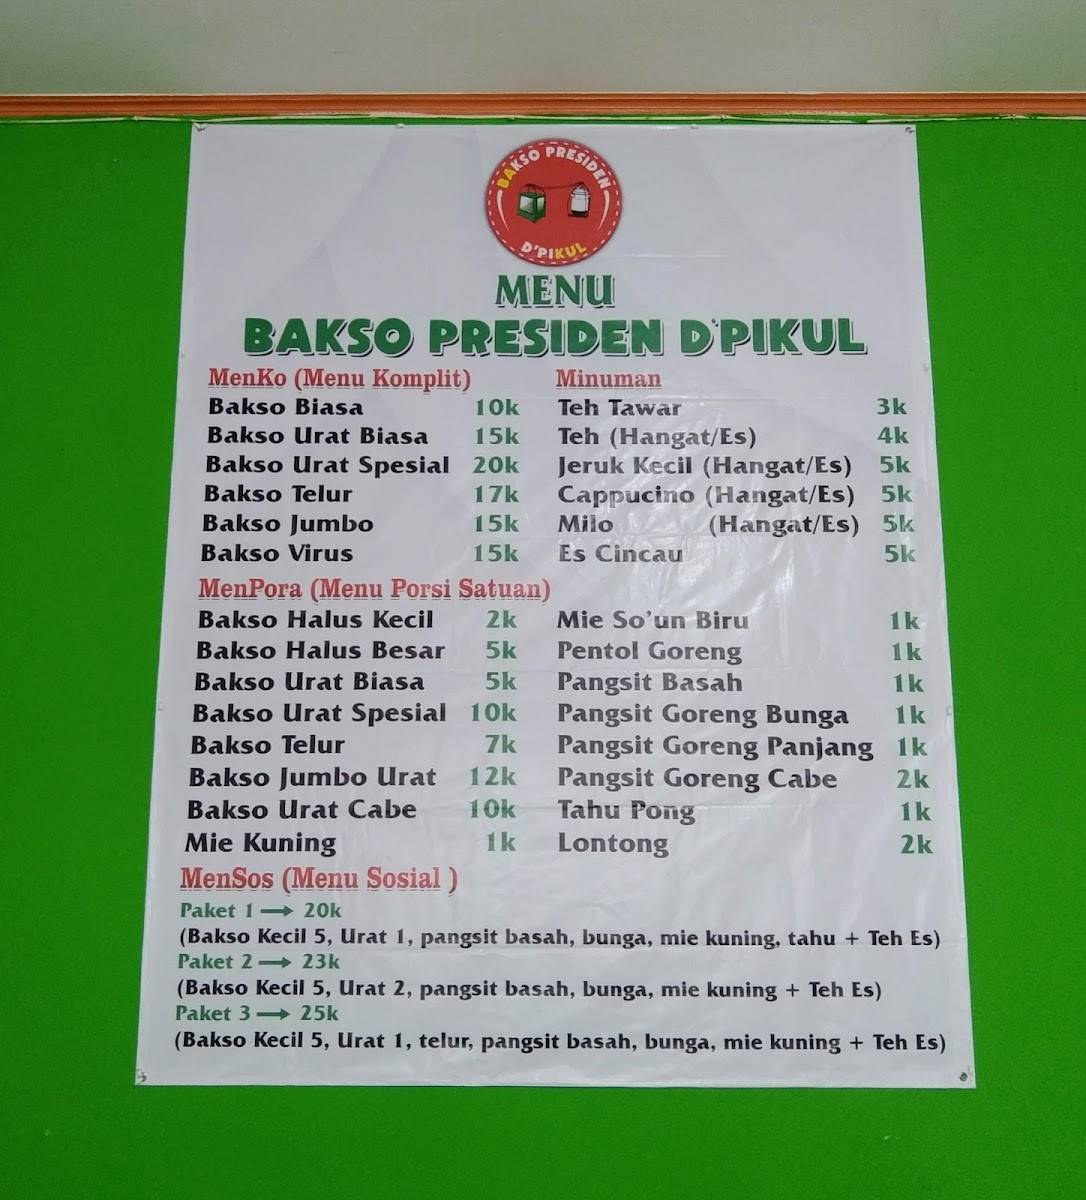 BAKSO PRESIDEN
D'PIKUL
MENU
BAKSO PRESIDEN D'PIKUL
MenKo (Menu Komplit)
Bakso Biasa 10k
Bakso Urat Biasa 15k
Bakso Urat Spesial 20k
Bakso Telur 17k
Bakso Jumbo 15k
Bakso Virus 15k
Minuman
Teh Tawar 3k
Teh (Hangat/Es) 4k
Jeruk Kecil (Hangat/Es) 5k
Cappucino (Hangat/Es) 5k
Milo (Hangat/Es) 5k
Es Cincau 5k
MenPora (Menu Porsi Satuan)
Bakso Halus Kecil 2k
Bakso Halus Besar 5k
Bakso Urat Biasa 5k
Bakso Urat Spesial 10k
Bakso Telur 7k
Bakso Jumbo Urat 12k
Bakso Urat Cabe 10k
Mie Kuning 1k
Mie So'un Biru 1k
Pentol Goreng 1k
Pangsit Basah 1k
Pangsit Goreng Bunga 1k
Pangsit Goreng Panjang 1k
Pangsit Goreng Cabe 2k
Tahu Pong 1k
Lontong 2k
MenSos (Menu Sosial )
Paket 1 → 20k
(Bakso Kecil 5, Urat 1, pangsit basah, bunga, mie kuning, tahu + Teh Es)
Paket 2 → 23k
(Bakso Kecil 5, Urat 2, pangsit basah, bunga, mie kuning + Teh Es)
Paket 3 → 25k
(Bakso Kecil 5, Urat 1, telur, pangsit basah, bunga, mie kuning + Teh Es)